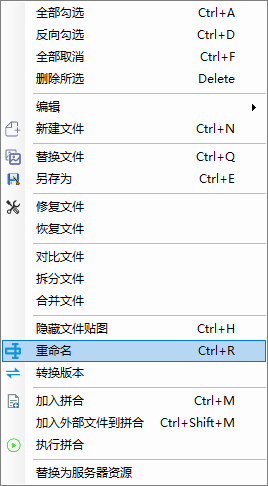 全部勾选 Ctrl+A
反向勾选 Ctrl+D
全部取消 Ctrl+F
删除所选 Delete
编辑
新建文件 Ctrl+N
替换文件 Ctrl+Q
另存为 Ctrl+E
修复文件
恢复文件
对比文件
拆分文件
合并文件
隐藏文件贴图 Ctrl+H
重命名 Ctrl+R
转换版本
加入拼合 Ctrl+M
加入外部文件到拼合 Ctrl+Shift+M
执行拼合
替换为服务器资源